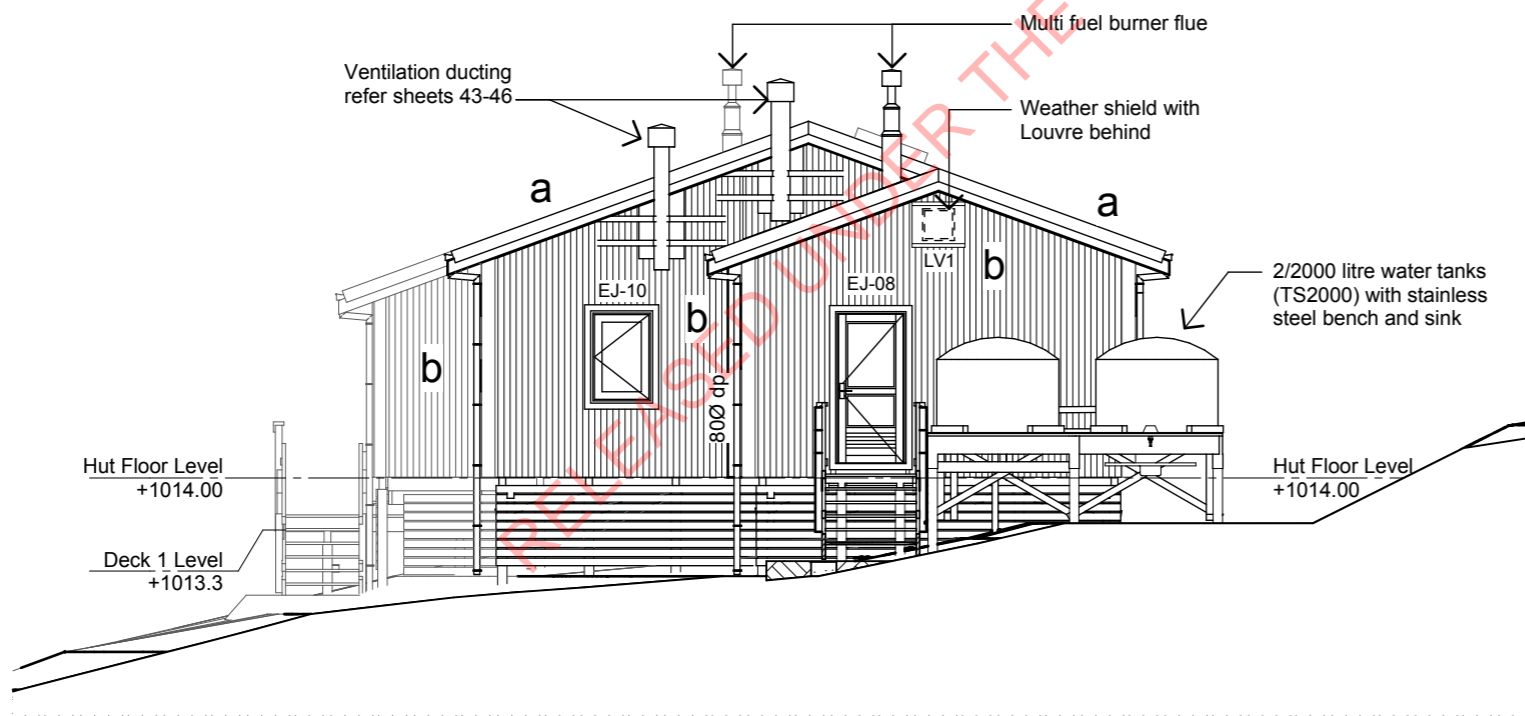 Multi fuel burner flue
Ventilation ducting
refer sheets 43-46
Weather shield with
Louvre behind
a
a
LV1
b
2/2000 litre water tanks
(TS2000) with stainless
steel bench and sink
EJ-10
EJ-08
b
b
80Ø dp
Hut Floor Level
+1014.00
Hut Floor Level
+1014.00
Deck 1 Level
+1013.3
RELEASED UNDER THE